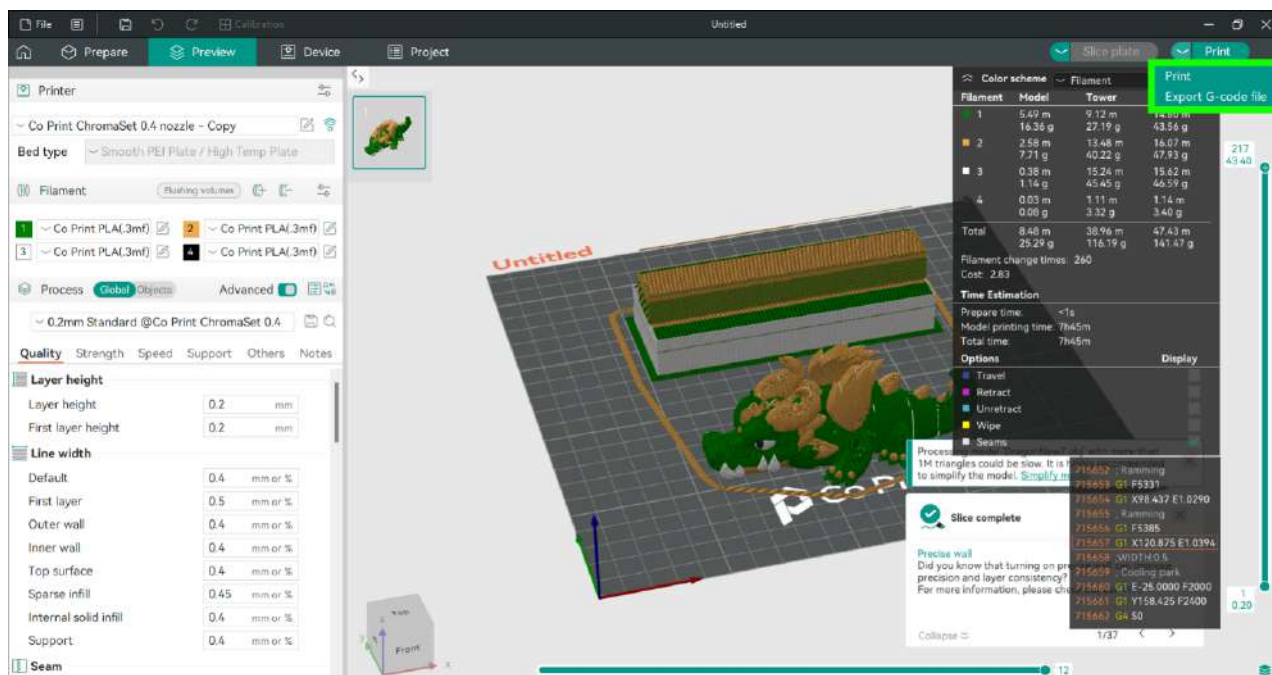 File Calibration Untitled
Prepare Preview Device Project Slice plate Print
Printer
Co Print ChromaSet 0.4 nozzle - Copy
Bed type Smooth PEI Plate / High Temp Plate
Filament Flushing volumes
1 Co Print PLA(.3mf) 2 Co Print PLA(.3mf)
3 Co Print PLA(.3mf) 4 Co Print PLA(.3mf)
Process Global Objects Advanced
0.2mm Standard @Co Print ChromaSet 0.4
Quality Strength Speed Support Others Notes
Layer height
Layer height 0.2 mm
First layer height 0.2 mm
Line width
Default 0.4 mm or %
First layer 0.5 mm or %
Outer wall 0.4 mm or %
Inner wall 0.4 mm or %
Top surface 0.4 mm or %
Sparse infill 0.45 mm or %
Internal solid infill 0.4 mm or %
Support 0.4 mm or %
Seam
1
Untitled
Top
Front
z
x
Print
Export G-code file
Color scheme Filament
Filament Model Tower
1 5.49 m 9.12 m 14.60 m
16.36 g 27.19 g 43.56 g
2 2.58 m 13.48 m 16.07 m
7.71 g 40.22 g 47.93 g
3 0.38 m 15.24 m 15.62 m
1.14 g 45.45 g 46.59 g
4 0.03 m 1.11 m 1.14 m
0.08 g 3.32 g 3.40 g
Total 8.48 m 38.96 m 47.43 m
25.29 g 116.19 g 141.47 g
Filament change times: 260
Cost: 2.83
Time Estimation
Prepare time: <1s
Model printing time: 7h45m
Total time: 7h45m
Options Display
Travel
Retract
Unretract
Wipe
Seams
217
43.40
1
0.20
Processing model
1M triangles could be slow. It is
to simplify the model. Simplify
Slice complete
Precise wall
Did you know that turning on
precision and layer consistency?
For more information, please
Collapse 1/37
715652 ; Ramming
715653 G1 F5331
715654 G1 X98.437 E1.0290
715655 ; Ramming
715656 G1 F5385
715657 G1 X120.875 E1.0394
715658 ;WIDTH:0.5
715659 ; Cooling park
715660 G1 E-25.0000 F2000
715661 G1 Y158.425 F2400
715662 G4 S0
12